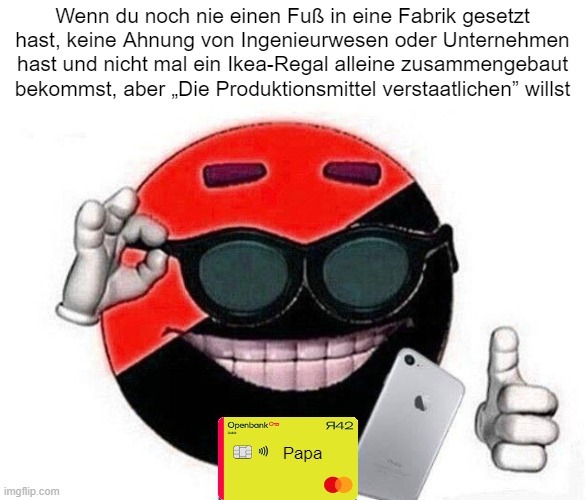 Wenn du noch nie einen Fuß in eine Fabrik gesetzt
hast, keine Ahnung von Ingenieurwesen oder Unternehmen
hast und nicht mal ein Ikea-Regal alleine zusammengebaut
bekommst, aber „Die Produktionsmittel verstaatlichen” willst
Openbank
Я42
Papa
imgflip.com